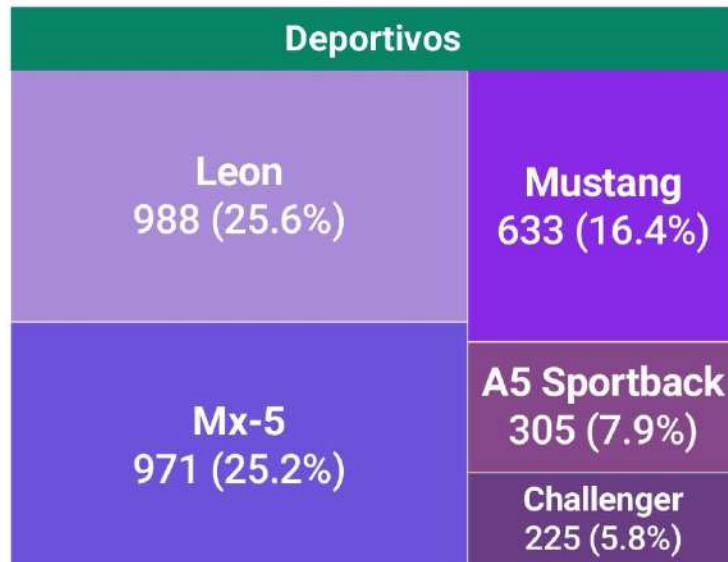 Deportivos
Leon
988 (25.6%)
Mustang
633 (16.4%)
Mx-5
971 (25.2%)
A5 Sportback
305 (7.9%)
Challenger
225 (5.8%)